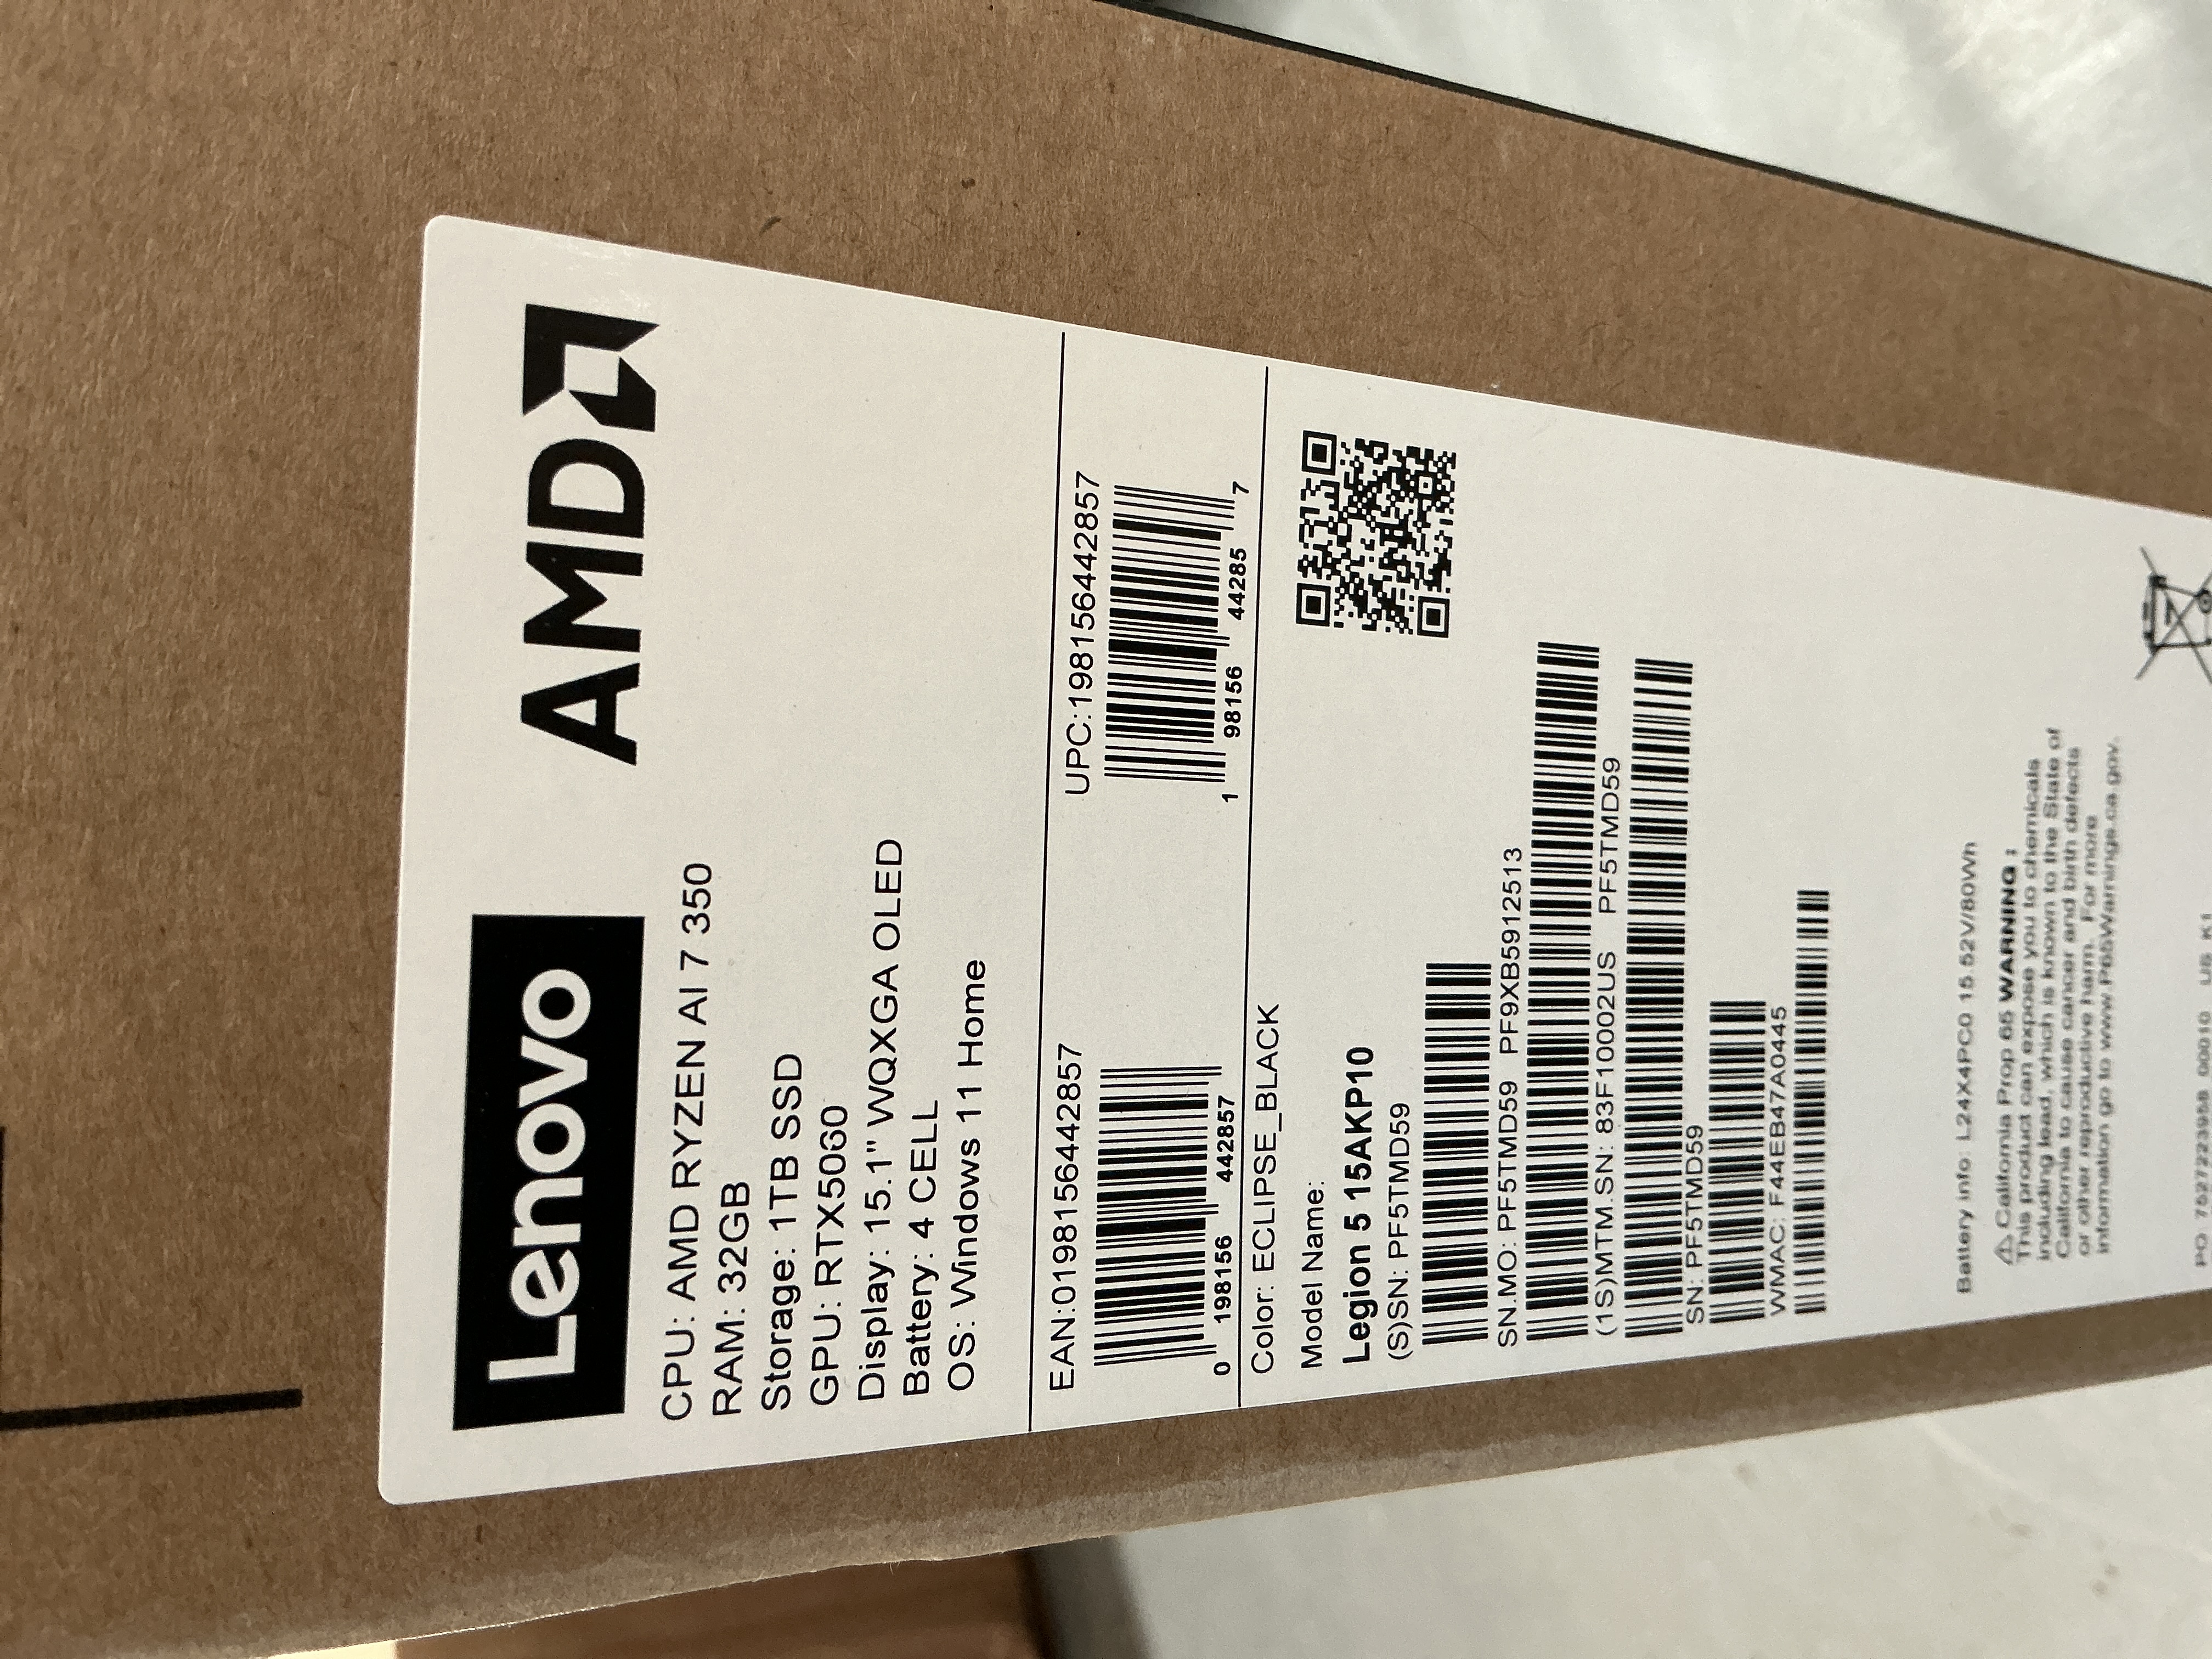 Lenovo
AMD
CPU: AMD RYZEN AI 7 350
RAM: 32GB
Storage: 1TB SSD
GPU: RTX5060
Display: 15.1" WQXGA OLED
Battery: 4 CELL
OS: Windows 11 Home
EAN:0198156442857
0 198156 442857
UPC:198156442857
1 98156 44285 7
Color: ECLIPSE_BLACK
Model Name:
Legion 5 15AKP10
(S)SN: PF5TMD59
SN.MO: PF5TMD59 PF9XB5912513
(1S)MTM.SN: 83F10002US PF5TMD59
SN: PF5TMD59
WMAC: F44EB47A0445
Battery info: L24X4PC0 15.52V/80Wh
⚠ California Prop 65 WARNING :
This product can expose you to chemicals
including lead, which is known to the State of
California to cause cancer and birth defects
or other reproductive harm. For more
information go to www.P65Warnings.ca.gov.
PO 00010 US K1